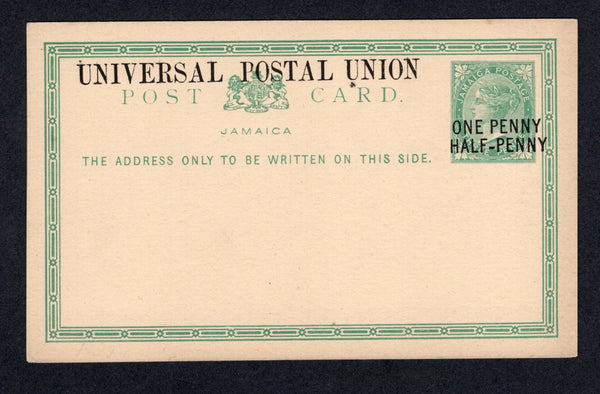 UNIVERSAL POSTAL UNION
POST CARD.
JAMAICA
THE ADDRESS ONLY TO BE WRITTEN ON THIS SIDE.
JAMAICA POSTAGE
ONE PENNY
HALF-PENNY